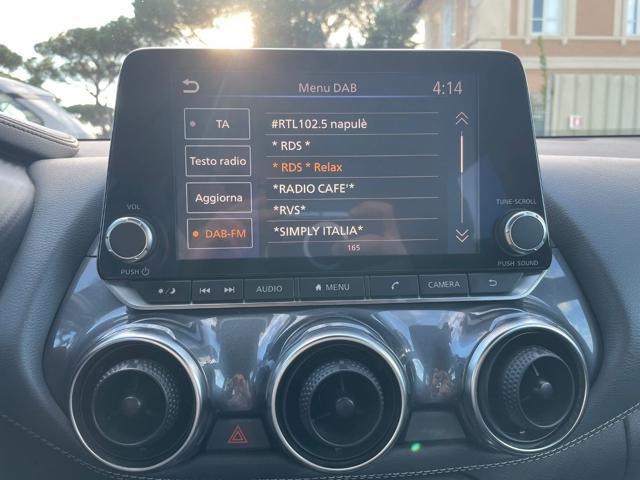 Menu DAB
4:14
TA
Testo radio
Aggiorna
DAB-FM
#RTL102.5 napulè
* RDS *
* RDS * Relax
*RADIO CAFE'*
*RVS*
*SIMPLY ITALIA*
165
VOL
PUSH
TUNE·SCROLL
PUSH SOUND
AUDIO
MENU
CAMERA